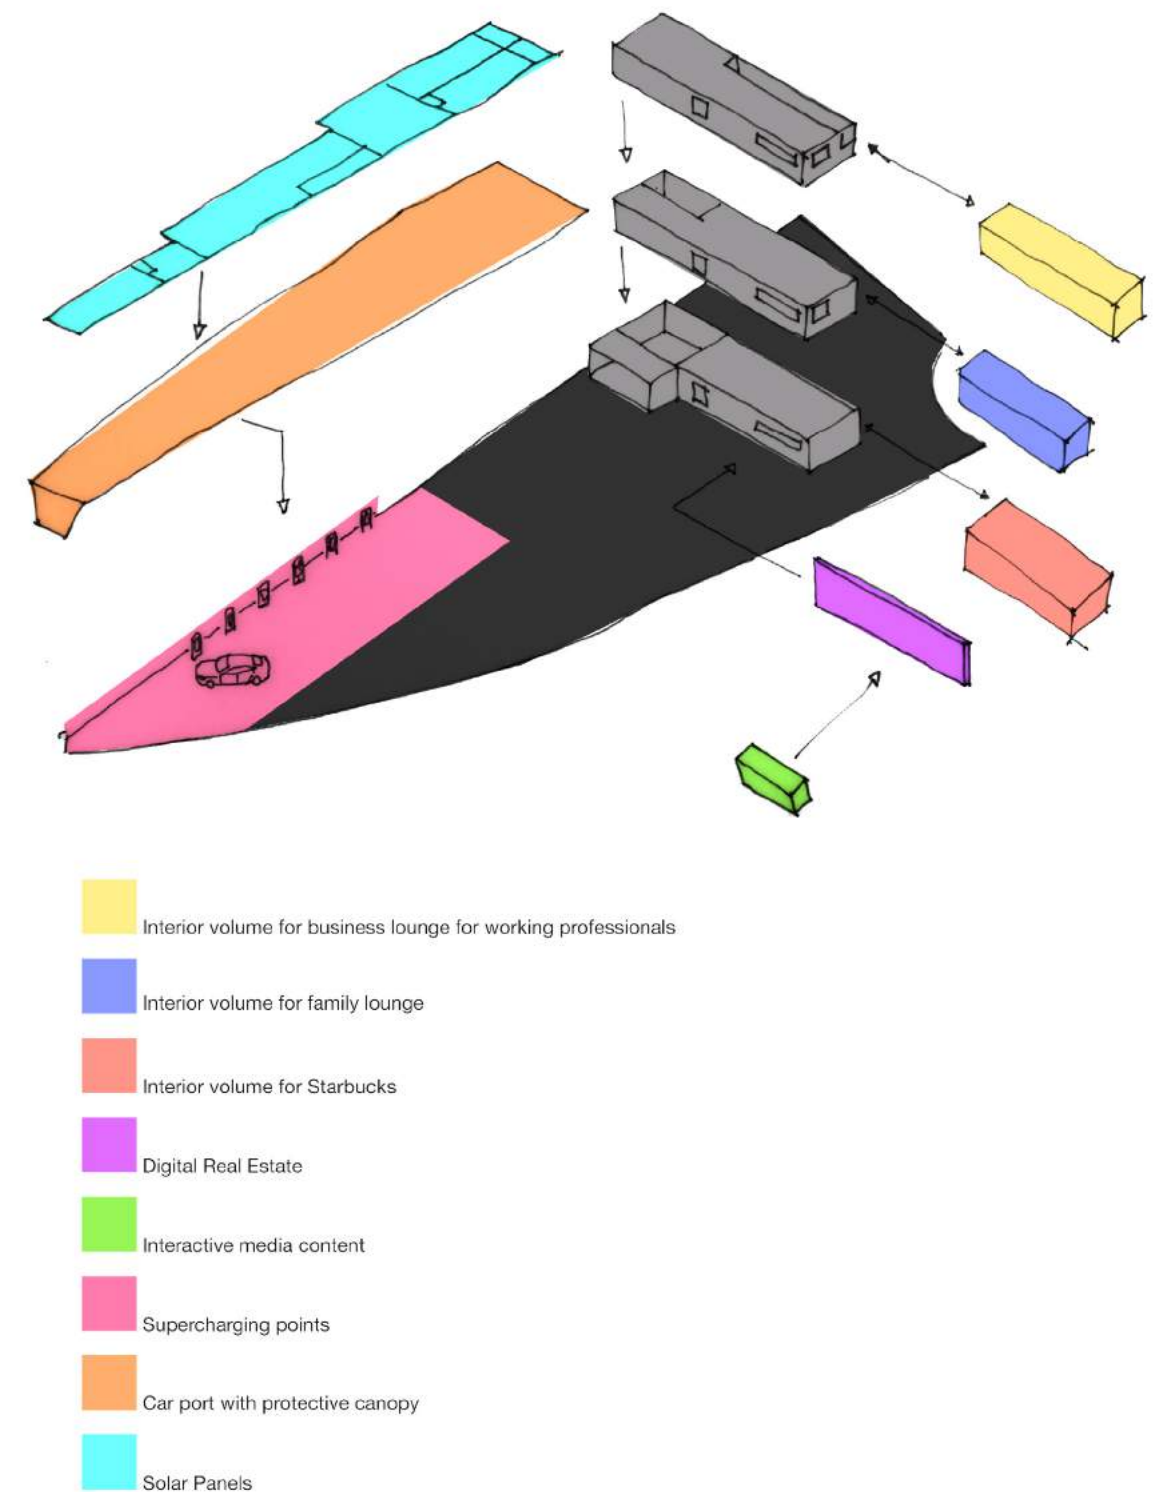 Interior volume for business lounge for working professionals
Interior volume for family lounge
Interior volume for Starbucks
Digital Real Estate
Interactive media content
Supercharging points
Car port with protective canopy
Solar Panels